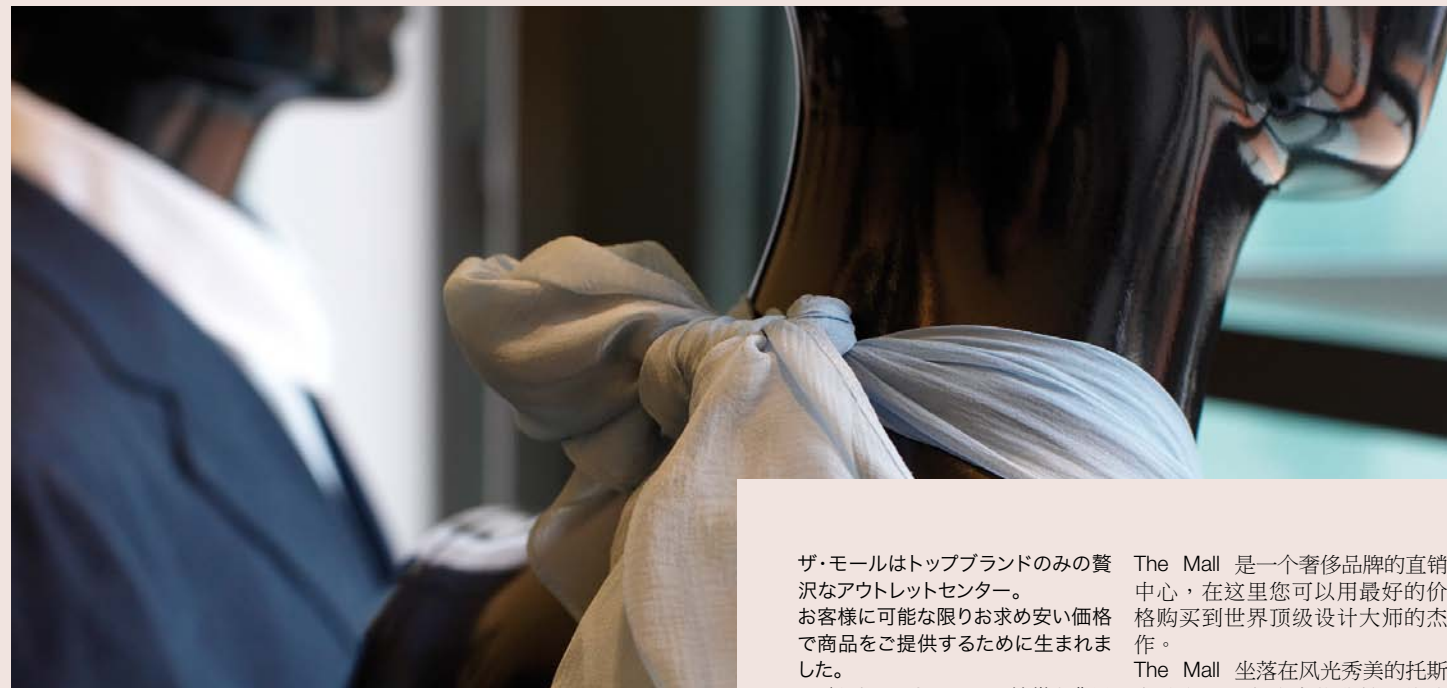 ザ・モールはトップブランドのみの贅
沢なアウトレットセンター。
お客様に可能な限りお求め安い価格
で商品をご提供するために生まれま
した。
The Mall 是一个奢侈品牌的直销
中心，在这里您可以用最好的价
格购买到世界顶级设计大师的杰
作。
The Mall 坐落在风光秀美的托斯